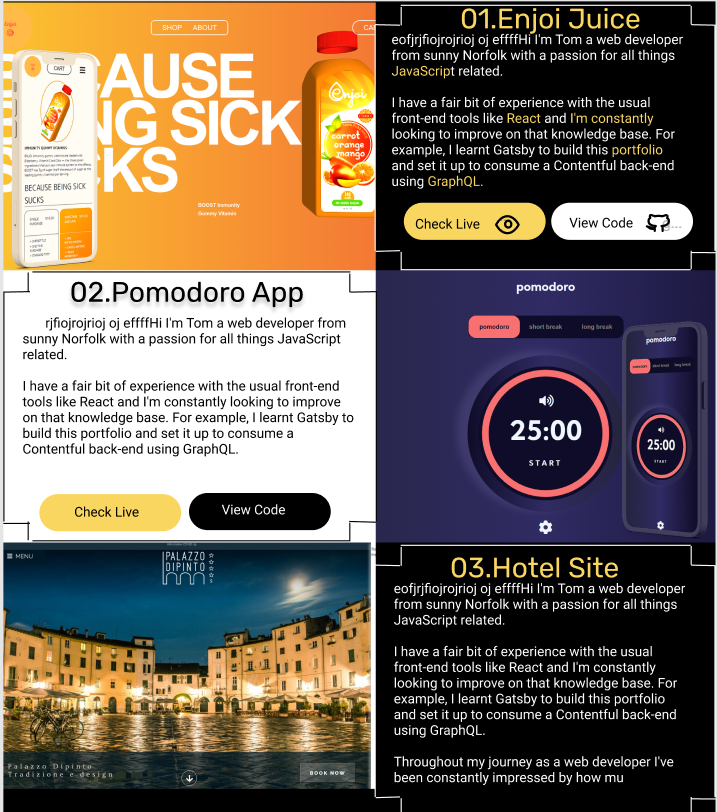 SHOP ABOUT
CA
CART
CAUSE
NG SICK
CKS
Enjoi
carrot
orange
mango
IMMUNITY GUMMY VITAMINS
BECAUSE BEING SICK
SUCKS
BOOST Immunity
Gummy Vitamin
01.Enjoi Juice
eofjrjfiojrojrioj oj effffHi I'm Tom a web developer
from sunny Norfolk with a passion for all things
JavaScript related.
I have a fair bit of experience with the usual
front-end tools like React and I'm constantly
looking to improve on that knowledge base. For
example, I learnt Gatsby to build this portfolio
and set it up to consume a Contentful back-end
using GraphQL.
Check Live
View Code
02.Pomodoro App
rjfiojrojrioj oj effffHi I'm Tom a web developer from
sunny Norfolk with a passion for all things JavaScript
related.
I have a fair bit of experience with the usual front-end
tools like React and I'm constantly looking to improve
on that knowledge base. For example, I learnt Gatsby to
build this portfolio and set it up to consume a
Contentful back-end using GraphQL.
Check Live
View Code
pomodoro
pomodoro short break long break
25:00
START
pomodoro
pomodoro short break long break
25:00
START
MENU
PALAZZO
DIPINTO
Palazzo Dipinto
Tradizione e design
BOOK NOW
03.Hotel Site
eofjrjfiojrojrioj oj effffHi I'm Tom a web developer
from sunny Norfolk with a passion for all things
JavaScript related.
I have a fair bit of experience with the usual
front-end tools like React and I'm constantly
looking to improve on that knowledge base. For
example, I learnt Gatsby to build this portfolio
and set it up to consume a Contentful back-end
using GraphQL.
Throughout my journey as a web developer I've
been constantly impressed by how mu